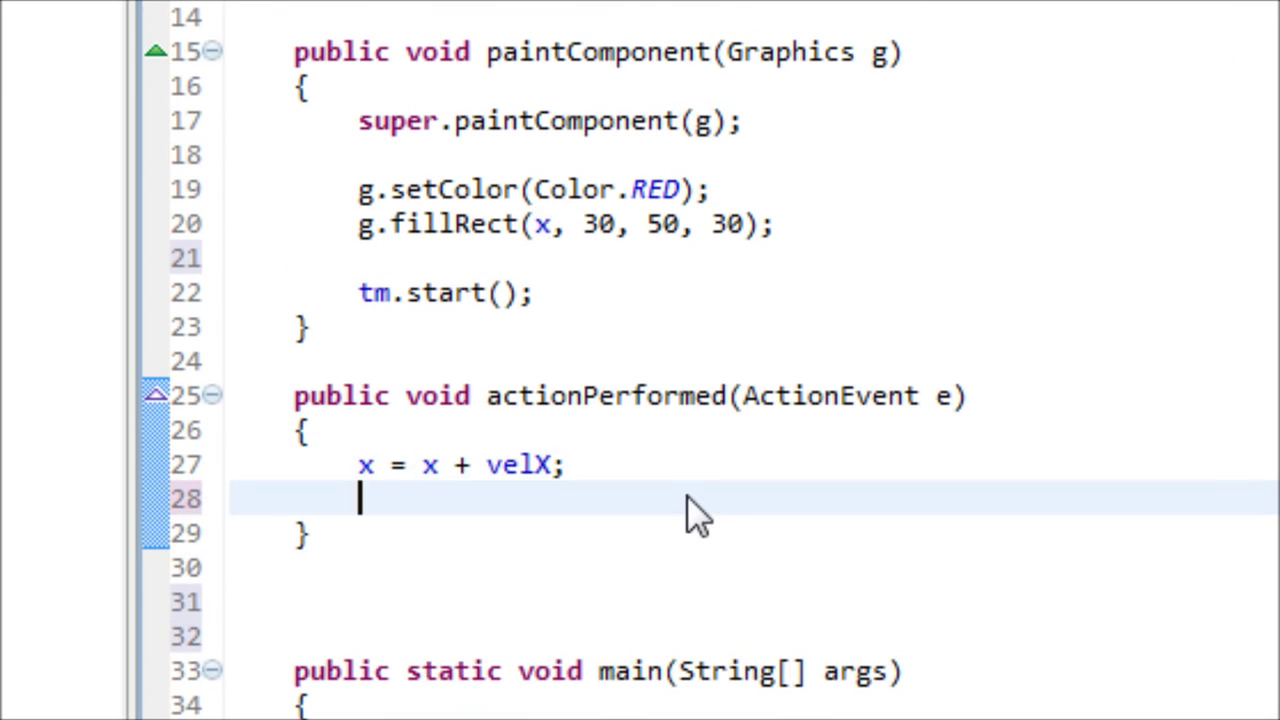 14
15 public void paintComponent(Graphics g)
16 {
17 super.paintComponent(g);
18
19 g.setColor(Color.RED);
20 g.fillRect(x, 30, 50, 30);
21
22 tm.start();
23 }
24
25 public void actionPerformed(ActionEvent e)
26 {
27 x = x + velX;
28
29 }
30
31
32
33 public static void main(String[] args)
34 {